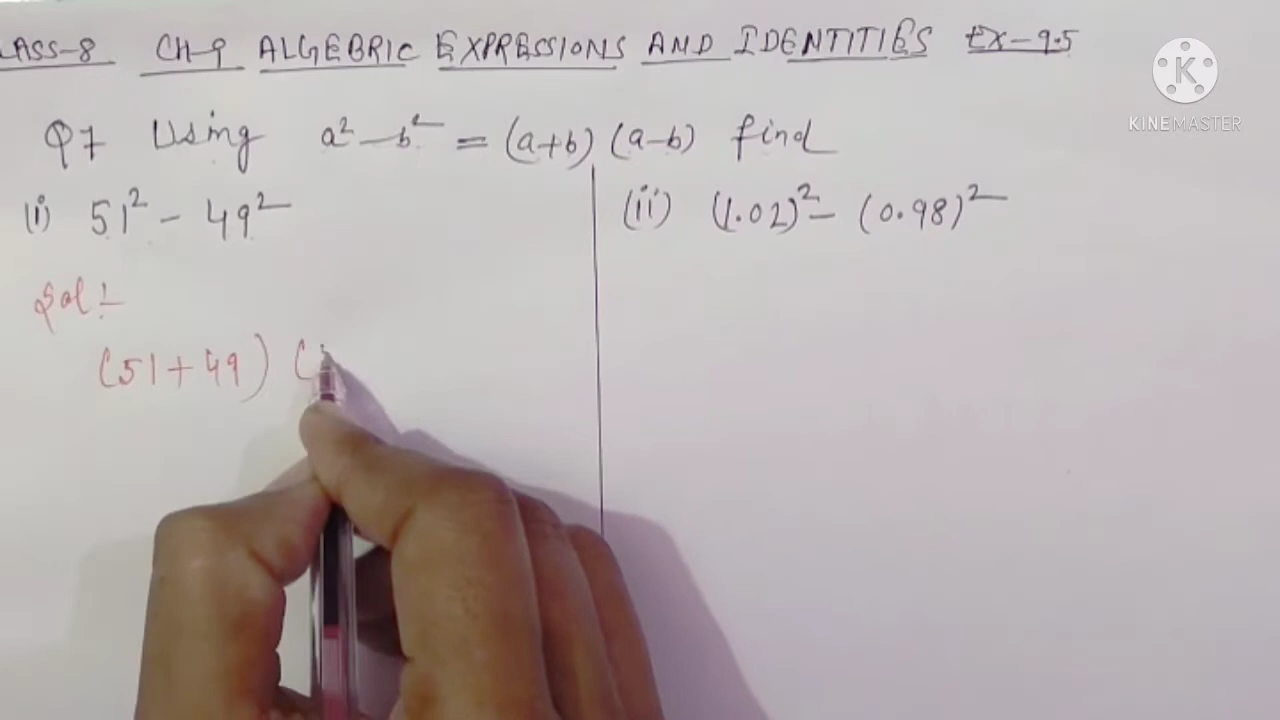 LASS-8 CH-9 ALGEBRIC EXPRESSIONS AND IDENTITIES EX-9.5
KINEMASTER
Q7 Using a² - b² = (a+b) (a-b) find
(i) 51² - 49²
(ii) (1.02)² - (0.98)²
Sol:-
(51+49) (